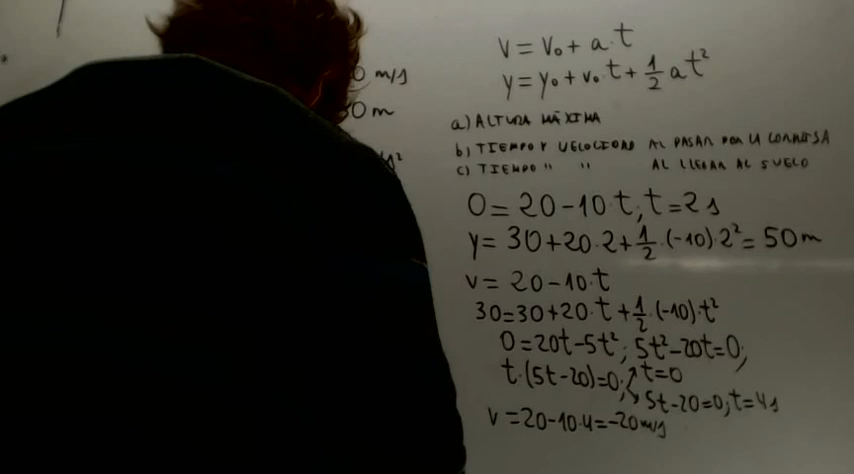 v = v₀ + a·t
y = y₀ + v₀·t + 1/2 a t²
0 m/s
30 m
a) ALTURA MÁXIMA
b) TIEMPO Y VELOCIDAD AL PASAR POR LA CORNISA
c) TIEMPO " " AL LLEGAR AL SUELO
0 = 20 - 10·t; t = 2 s
y = 30 + 20·2 + 1/2·(-10)·2² = 50 m
v = 20 - 10·t
30 = 30 + 20·t + 1/2·(-10)·t²
0 = 20t - 5t²; 5t² - 20t = 0;
t·(5t - 20) = 0; ↗ t = 0
↘ 5t - 20 = 0; t = 4 s
v = 20 - 10·4 = -20 m/s